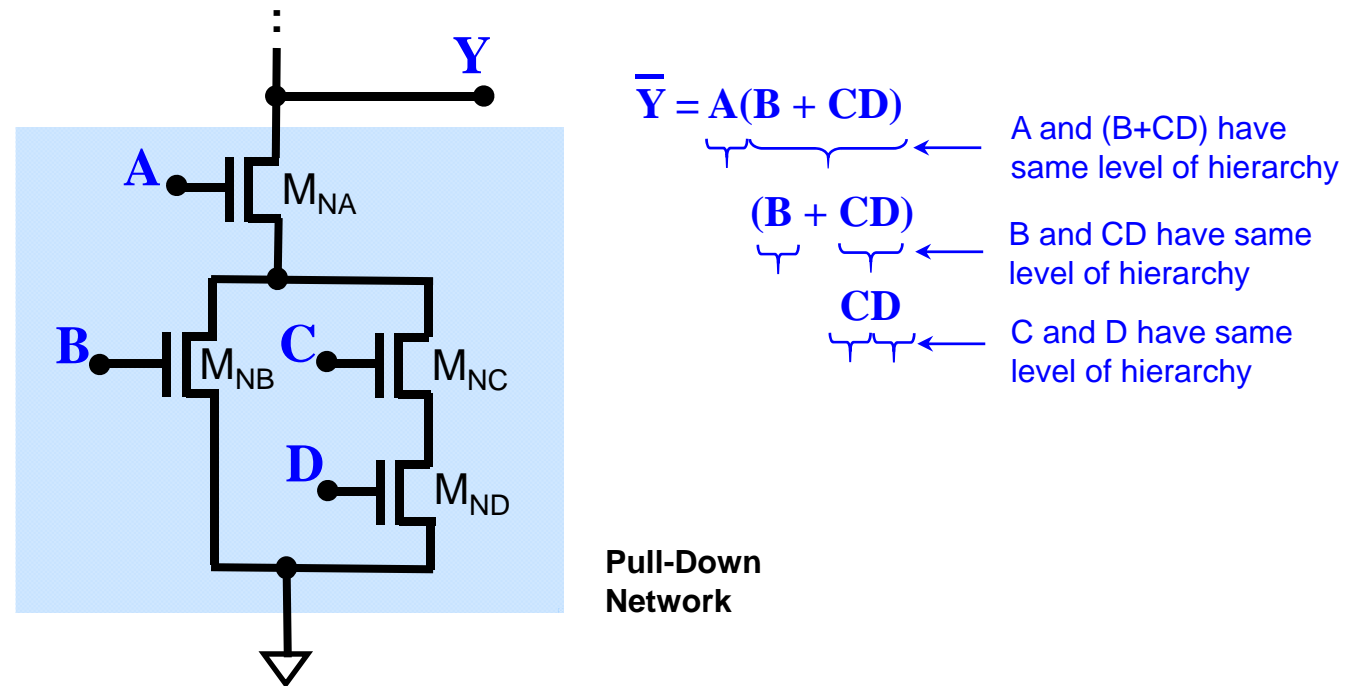 Y
A
M_NA
B
M_NB
C
M_NC
D
M_ND
Y̅ = A(B + CD)
A and (B+CD) have
same level of hierarchy
(B + CD)
B and CD have same
level of hierarchy
CD
C and D have same
level of hierarchy
Pull-Down
Network